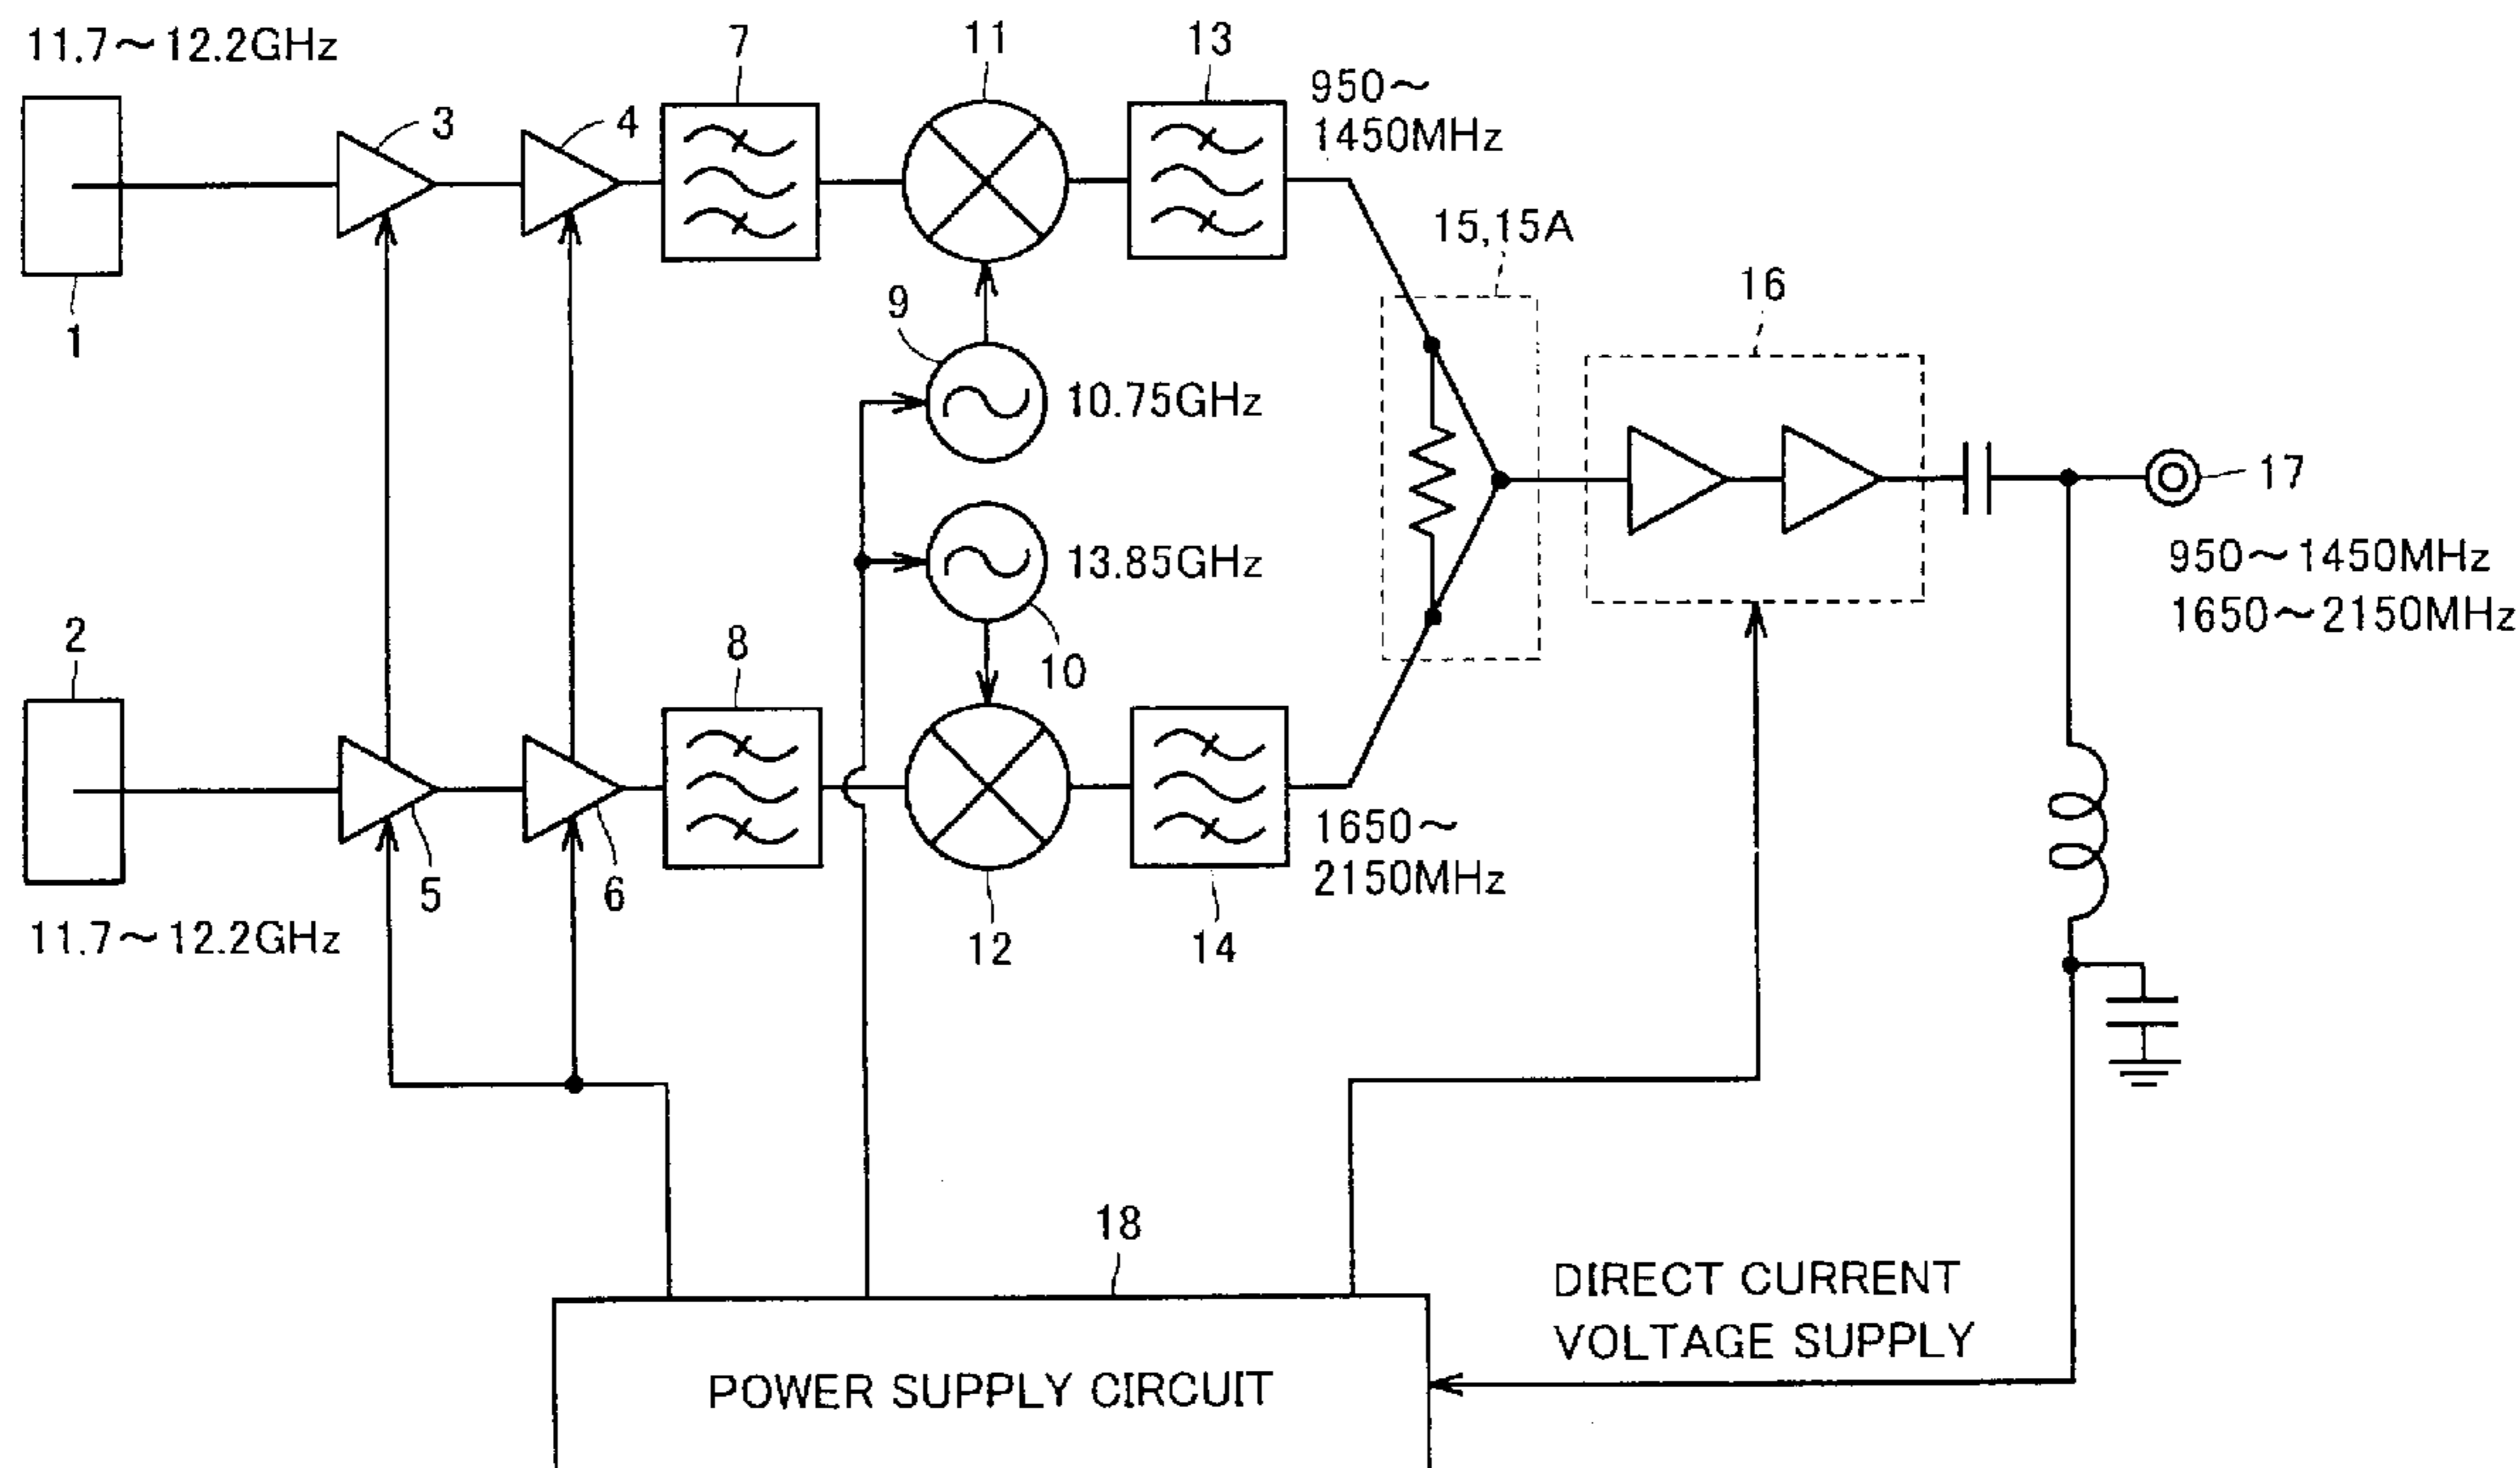 11.7～12.2GHz
7
11
13
950～
1450MHz
3
4
15,15A
16
1
9
10.75GHz
17
13.85GHz
950～1450MHz
1650～2150MHz
2
8
10
1650～
2150MHz
5
6
11.7～12.2GHz
12
14
18
DIRECT CURRENT
VOLTAGE SUPPLY
POWER SUPPLY CIRCUIT